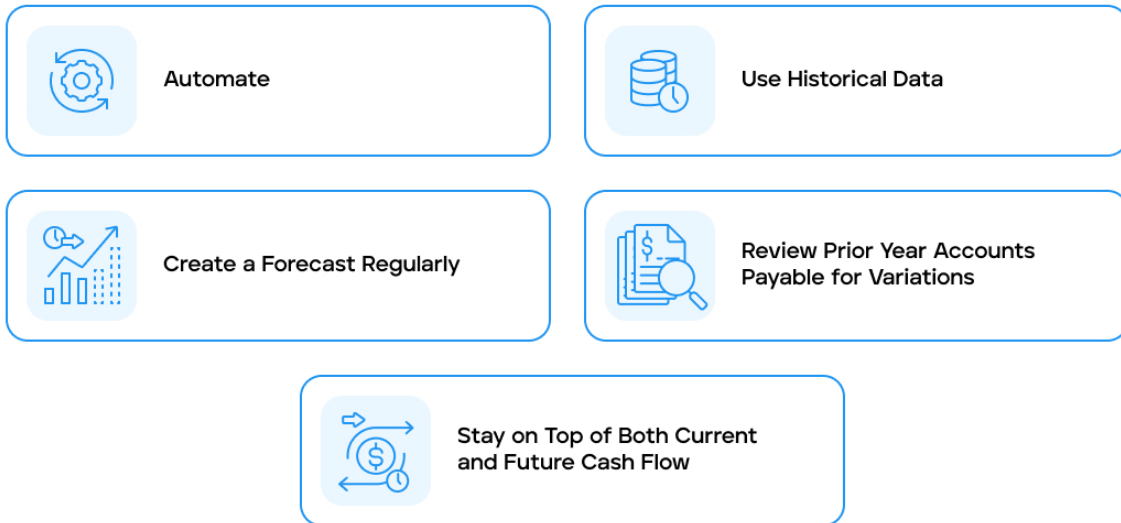 Automate
Use Historical Data
Create a Forecast Regularly
Review Prior Year Accounts
Payable for Variations
Stay on Top of Both Current
and Future Cash Flow